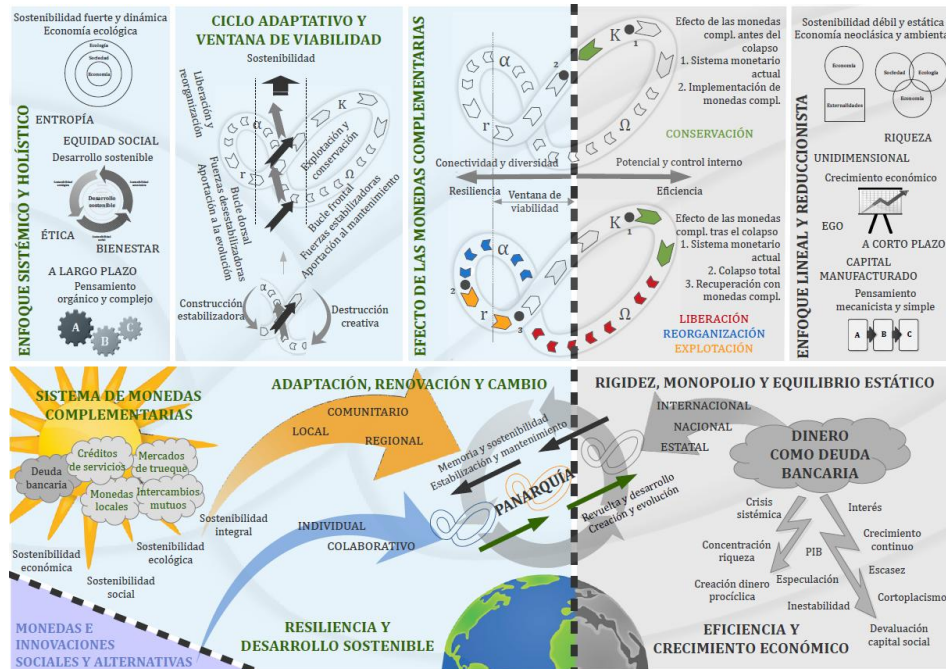 ENFOQUE SISTÉMICO Y HOLÍSTICO
Sostenibilidad fuerte y dinámica
Economía ecológica
Ecología
Sociedad
Economía
ENTROPÍA
EQUIDAD SOCIAL
Desarrollo sostenible
Desarrollo
sostenible
ÉTICA
BIENESTAR
A LARGO PLAZO
Pensamiento
orgánico y complejo
A
B
C
CICLO ADAPTATIVO Y
VENTANA DE VIABILIDAD
Sostenibilidad
Liberación y
reorganización
α
K
r
Ω
Explotación y
conservación
Bucle dorsal
Fuerzas desestabilizadoras
Aportación a la evolución
Bucle frontal
Fuerzas estabilizadoras
Aportación al mantenimiento
Construcción
estabilizadora
Destrucción
creativa
EFECTO DE LAS MONEDAS COMPLEMENTARIAS
α
2
K
1
r
Ω
Efecto de las monedas
compl. antes del
colapso
1. Sistema monetario
actual
2. Implementación de
monedas compl.
CONSERVACIÓN
Conectividad y diversidad
Potencial y control interno
Resiliencia
Ventana de
viabilidad
Eficiencia
α
2
r
3
K
1
Ω
Efecto de las monedas
compl. tras el colapso
1. Sistema monetario
actual
2. Colapso total
3. Recuperación con
monedas compl.
LIBERACIÓN
REORGANIZACIÓN
EXPLOTACIÓN
ENFOQUE LINEAL Y REDUCCIONISTA
Sostenibilidad débil y estática
Economía neoclásica y ambienta
Economía
Externalidades
Sociedad
Ecología
Economía
RIQUEZA
UNIDIMENSIONAL
Crecimiento económico
EGO
A CORTO PLAZO
CAPITAL
MANUFACTURADO
Pensamiento
mecanicista y simple
A
B
C
SISTEMA DE MONEDAS
COMPLEMENTARIAS
Deuda
bancaria
Créditos
de servicios
Mercados
de trueque
Monedas
locales
Intercambios
mutuos
Sostenibilidad
económica
Sostenibilidad
social
Sostenibilidad
ecológica
Sostenibilidad
integral
MONEDAS E
INNOVACIONES
SOCIALES Y ALTERNATIVAS
ADAPTACIÓN, RENOVACIÓN Y CAMBIO
COMUNITARIO
LOCAL
REGIONAL
INDIVIDUAL
COLABORATIVO
Memoria y sostenibilidad
Estabilización y mantenimiento
PANARQUÍA
Revuelta y desarrollo
Creación y evolución
RESILIENCIA Y
DESARROLLO SOSTENIBLE
RIGIDEZ, MONOPOLIO Y EQUILIBRIO ESTÁTICO
INTERNACIONAL
NACIONAL
ESTATAL
DINERO
COMO DEUDA
BANCARIA
Crisis
sistémica
Interés
Concentración
riqueza
PIB
Crecimiento
continuo
Escasez
Creación dinero
procíclica
Especulación
Cortoplacismo
Inestabilidad
Devaluación
capital social
EFICIENCIA Y
CRECIMIENTO ECONÓMICO